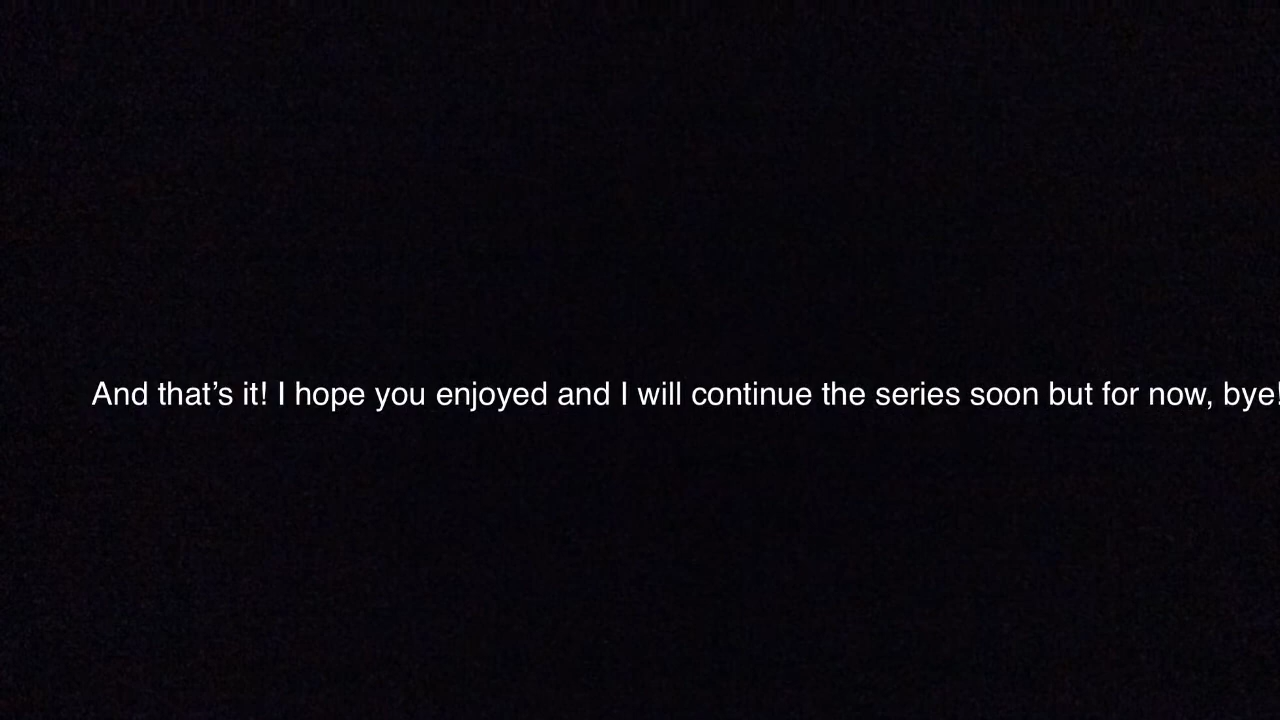 And that’s it! I hope you enjoyed and I will continue the series soon but for now, bye!